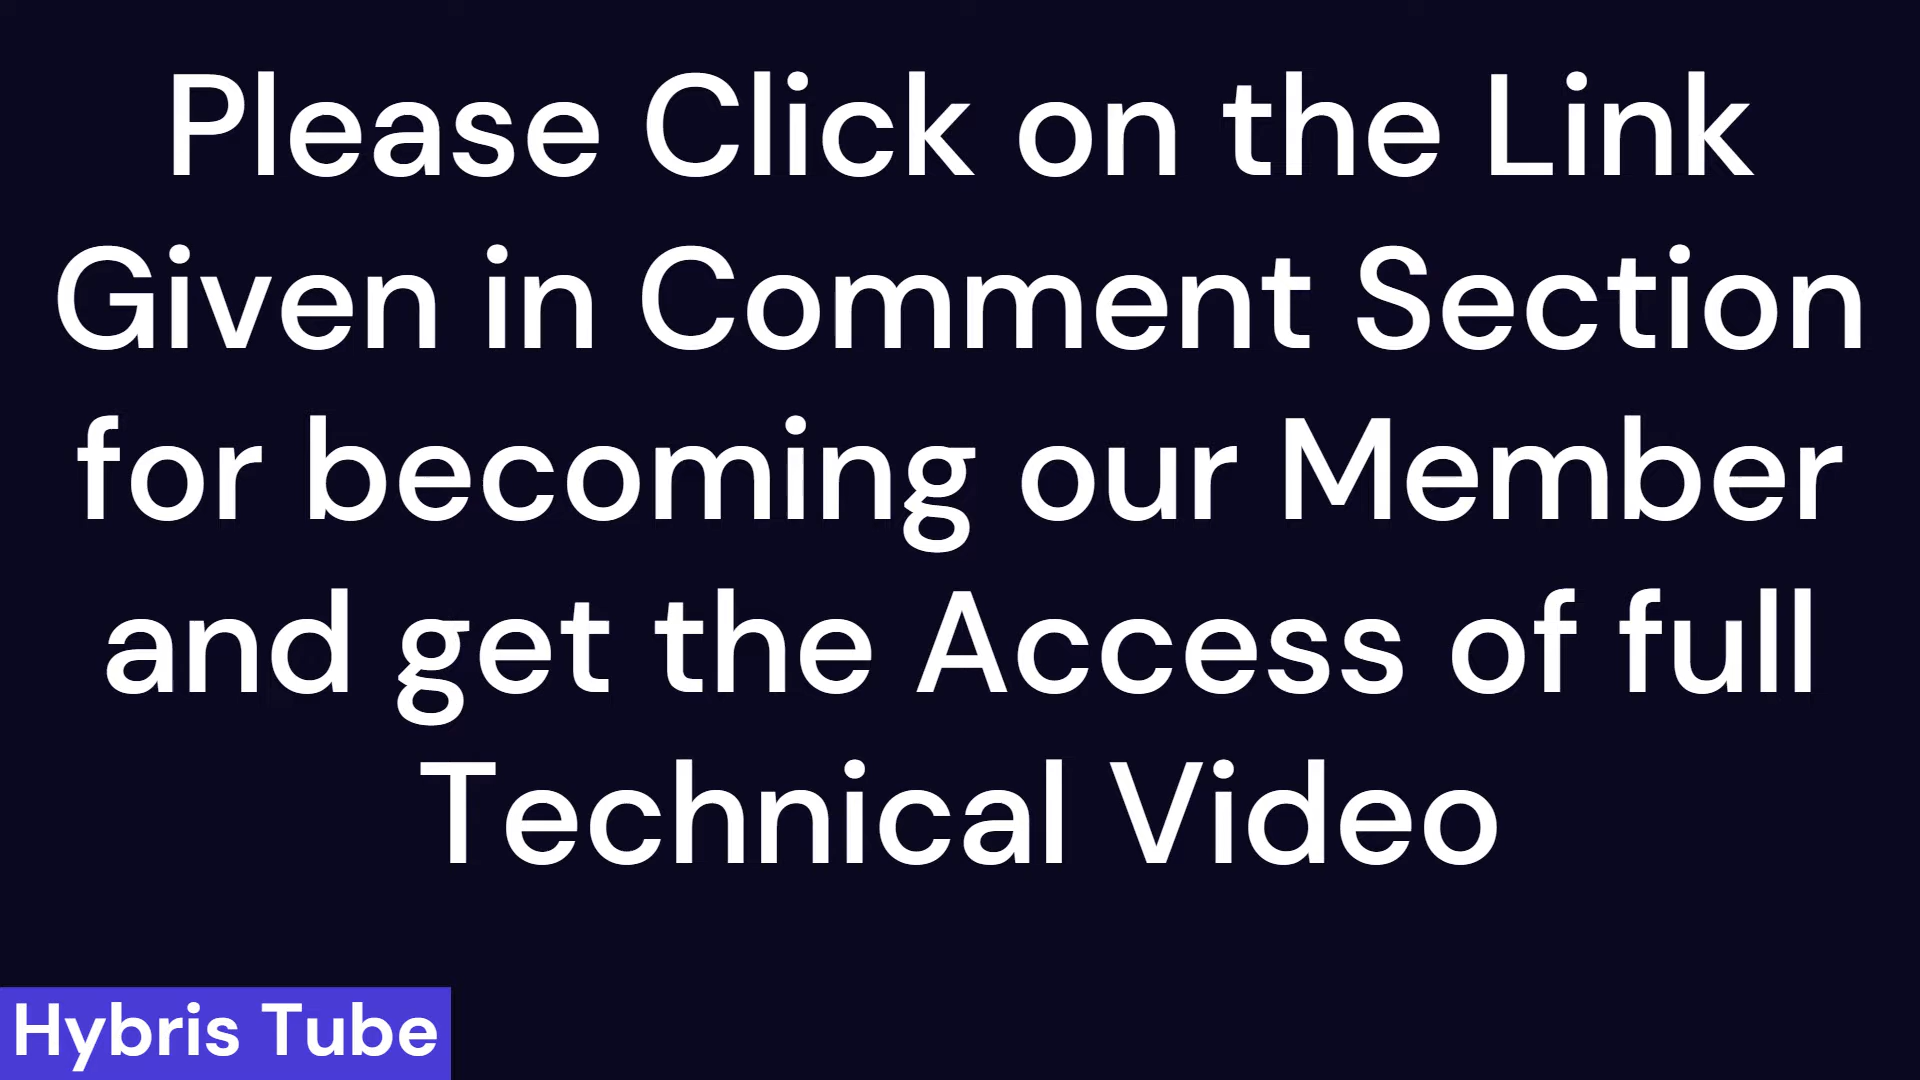 Please Click on the Link
Given in Comment Section
for becoming our Member
and get the Access of full
Technical Video
Hybris Tube